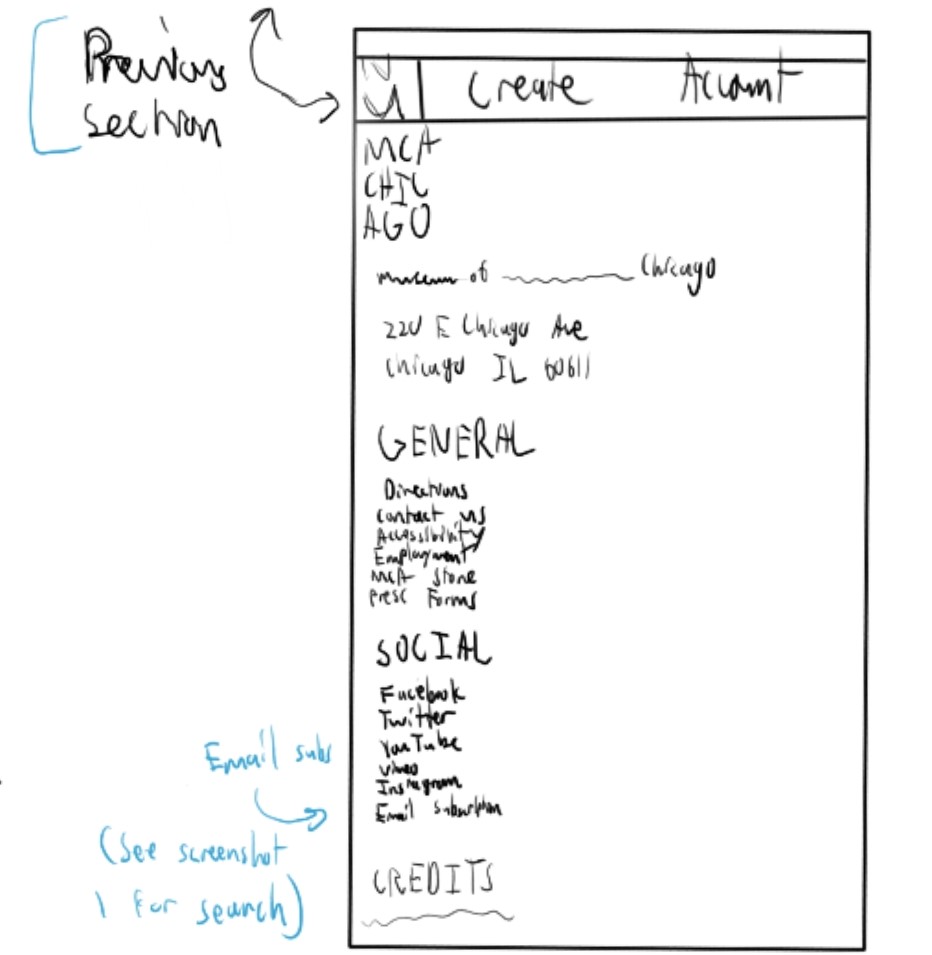 Previous
section
Create Account
MCA
CHIC
AGO
museum of Chicago
220 E Chicago Ave
Chicago IL 60611
GENERAL
Directions
Contact us
Accessibility
Employment
MCA Store
Forms
SOCIAL
Facebook
Twitter
YouTube
Vimeo
Instagram
Email Subscription
CREDITS
Email subs
(See screenshot
1 for search)